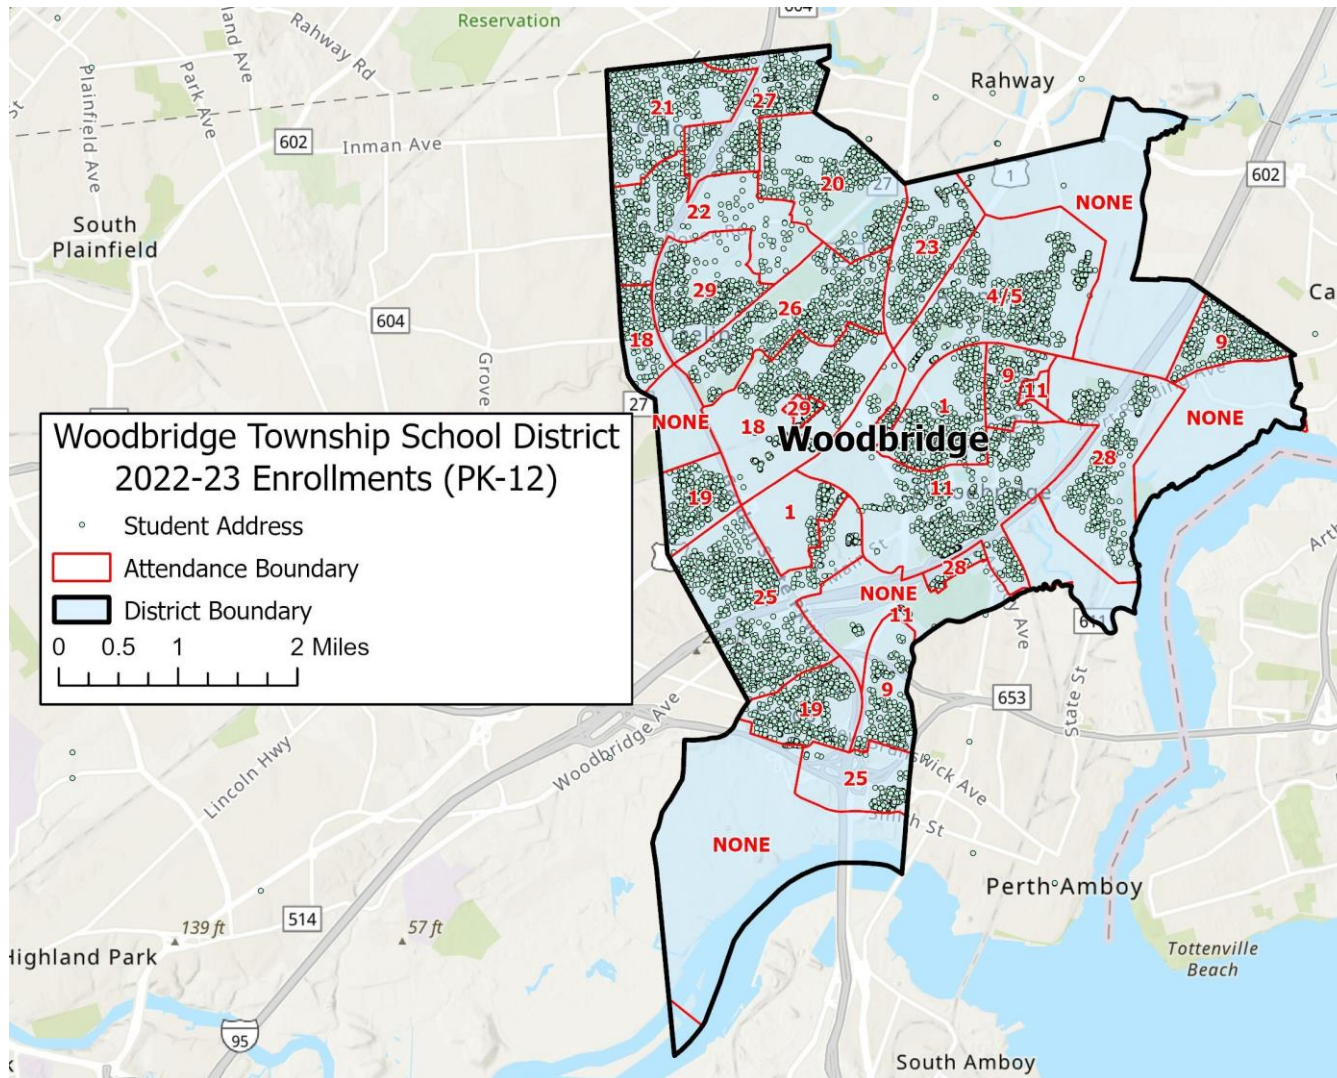 Reservation
Rahway Rd
Park Ave
Plainfield Ave
Rahway
602
Inman Ave
1
602
21
27
20
27
NONE
22
South
Plainfield
23
29
26
4/5
Ca
604
18
9
9
11
Grove
27
NONE
29
18
1
Woodbridge
NONE
28
Woodbridge Township School District
2022-23 Enrollments (PK-12)
Student Address
Attendance Boundary
District Boundary
0 0.5 1 2 Miles
19
1
11
25
28
NONE
11
611
9
19
653
State St
Woodbridge Ave
Lincoln Hwy
25
Smith St
NONE
Perth Amboy
514
139 ft
57 ft
Highland Park
Tottenville
Beach
95
South Amboy